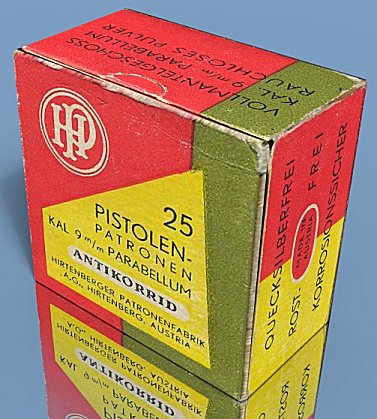 VOLLMANTELGESCHOSS
KAL. 9 m/m PARABELLUM
RAUCHLOSES PULVER
HP
25
PISTOLEN-
PATRONEN
KAL. 9 m/m PARABELLUM
ANTIKORRID
HIRTENBERGER PATRONENFABRIK
A.G., HIRTENBERG, AUSTRIA
QUECKSILBERFREI
ROST FREI
MADE IN
AUSTRIA
KORROSIONSSICHER